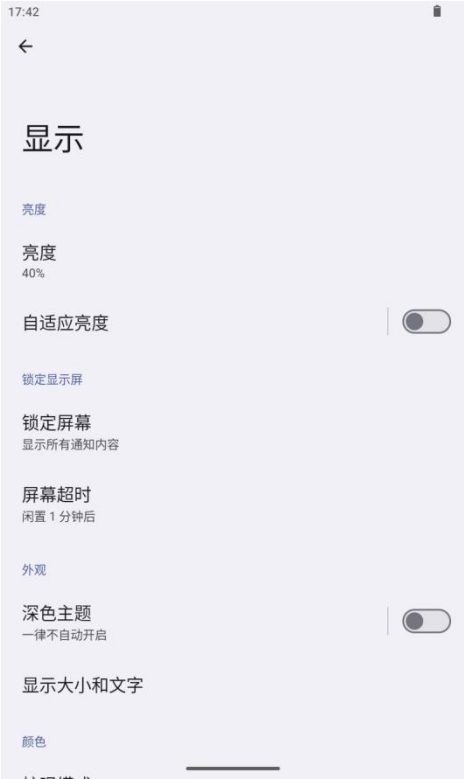 17:42
显示
亮度
亮度
40%
自适应亮度
锁定显示屏
锁定屏幕
显示所有通知内容
屏幕超时
闲置 1 分钟后
外观
深色主题
一律不自动开启
显示大小和文字
颜色